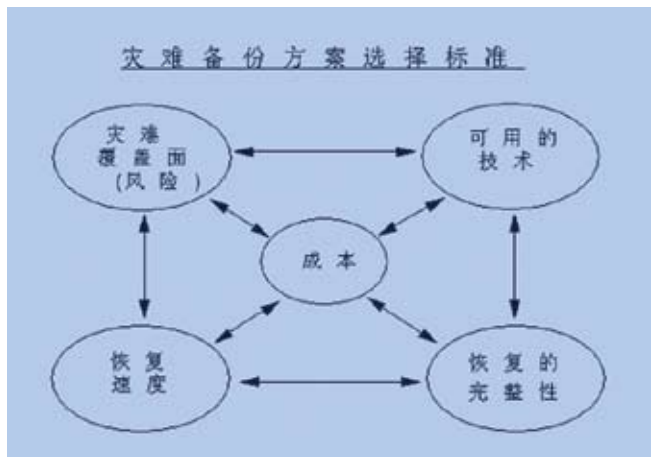 灾难备份方案选择标准
灾难
覆盖面
(风险)
可用的
技术
成本
恢复
速度
恢复的
完整性